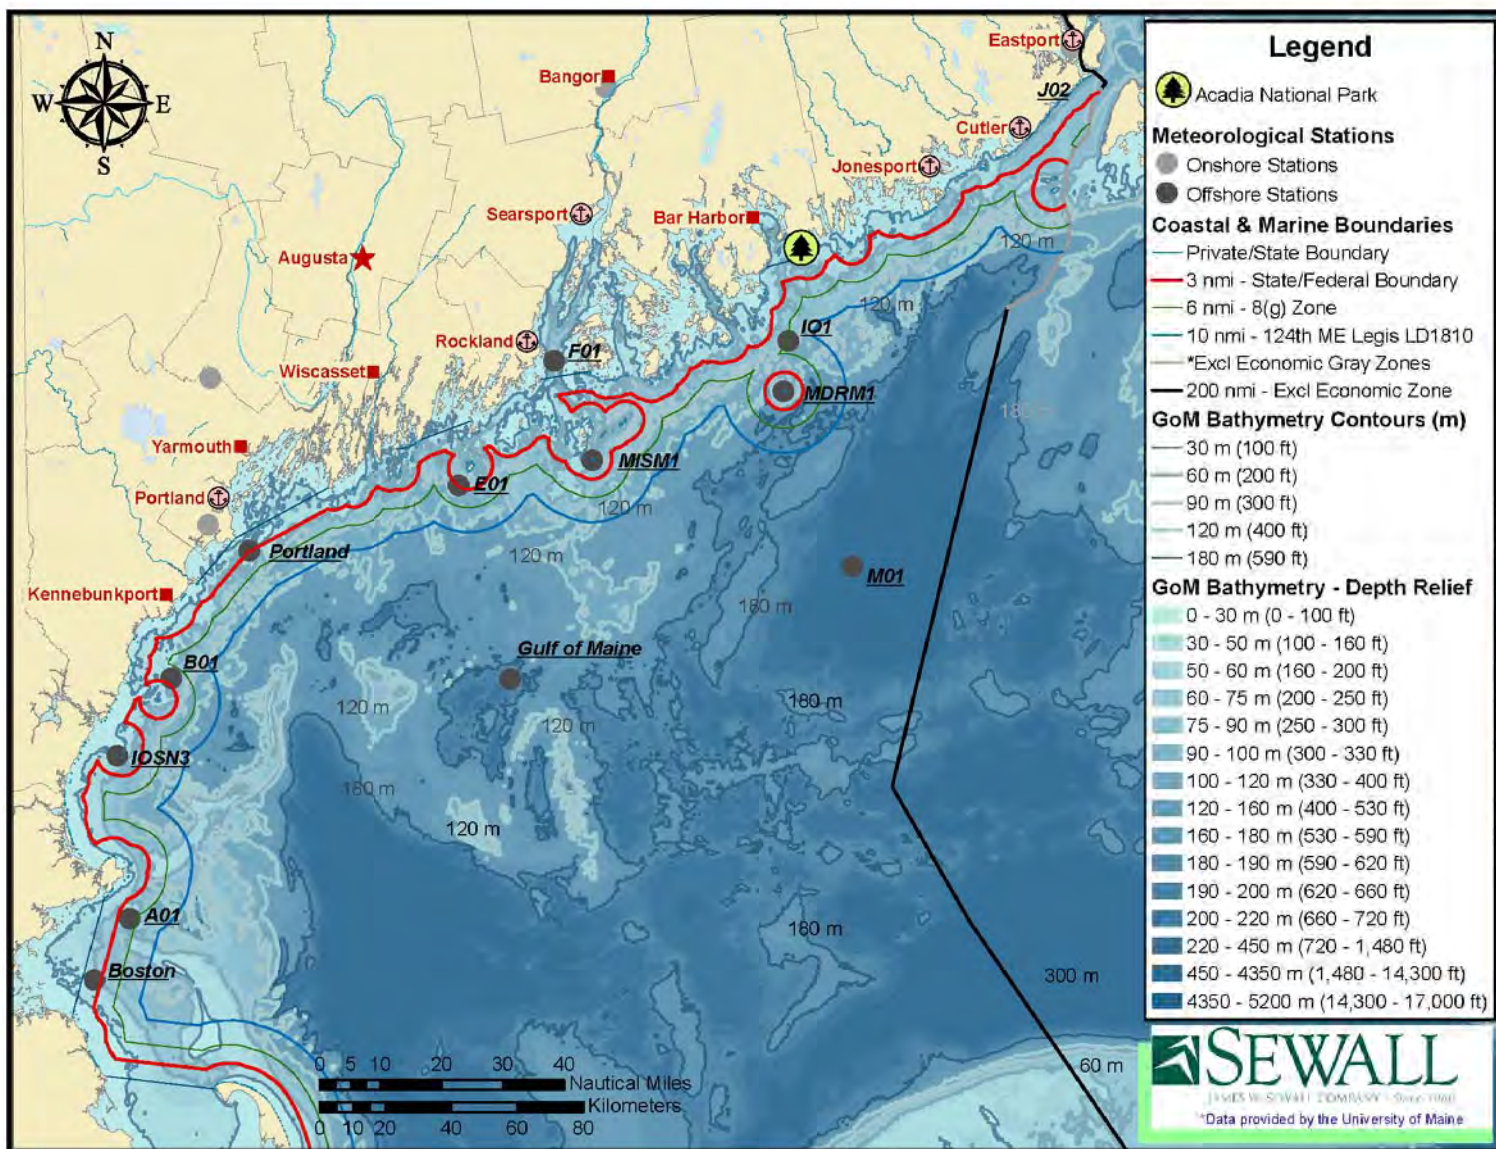 N
W
E
S
Bangor
Eastport
J02
Cutler
Jonesport
Searsport
Bar Harbor
Augusta
120 m
120 m
Rockland
F01
IO1
Wiscasset
MDRM1
180 m
Yarmouth
MISM1
E01
Portland
120 m
Portland
120 m
Kennebunkport
M01
180 m
B01
Gulf of Maine
120 m
180 m
120 m
IOSN3
180 m
120 m
A01
180 m
Boston
300 m
60 m
0 5 10 20 30 40
Nautical Miles
Kilometers
0 10 20 40 60 80
Legend
Acadia National Park
Meteorological Stations
Onshore Stations
Offshore Stations
Coastal & Marine Boundaries
Private/State Boundary
3 nmi - State/Federal Boundary
6 nmi - 8(g) Zone
10 nmi - 124th ME Legis LD1810
*Excl Economic Gray Zones
200 nmi - Excl Economic Zone
GoM Bathymetry Contours (m)
30 m (100 ft)
60 m (200 ft)
90 m (300 ft)
120 m (400 ft)
180 m (590 ft)
GoM Bathymetry - Depth Relief
0 - 30 m (0 - 100 ft)
30 - 50 m (100 - 160 ft)
50 - 60 m (160 - 200 ft)
60 - 75 m (200 - 250 ft)
75 - 90 m (250 - 300 ft)
90 - 100 m (300 - 330 ft)
100 - 120 m (330 - 400 ft)
120 - 160 m (400 - 530 ft)
160 - 180 m (530 - 590 ft)
180 - 190 m (590 - 620 ft)
190 - 200 m (620 - 660 ft)
200 - 220 m (660 - 720 ft)
220 - 450 m (720 - 1,480 ft)
450 - 4350 m (1,480 - 14,300 ft)
4350 - 5200 m (14,300 - 17,000 ft)
SEWALL
JAMES W. SEWALL COMPANY
*Data provided by the University of Maine